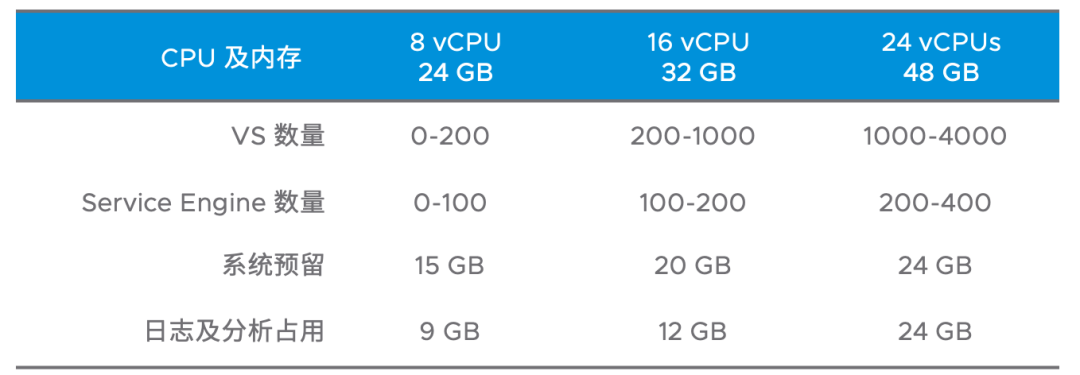 CPU 及内存 8 vCPU 24 GB 16 vCPU 32 GB 24 vCPUs 48 GB
VS 数量 0-200 200-1000 1000-4000
Service Engine 数量 0-100 100-200 200-400
系统预留 15 GB 20 GB 24 GB
日志及分析占用 9 GB 12 GB 24 GB